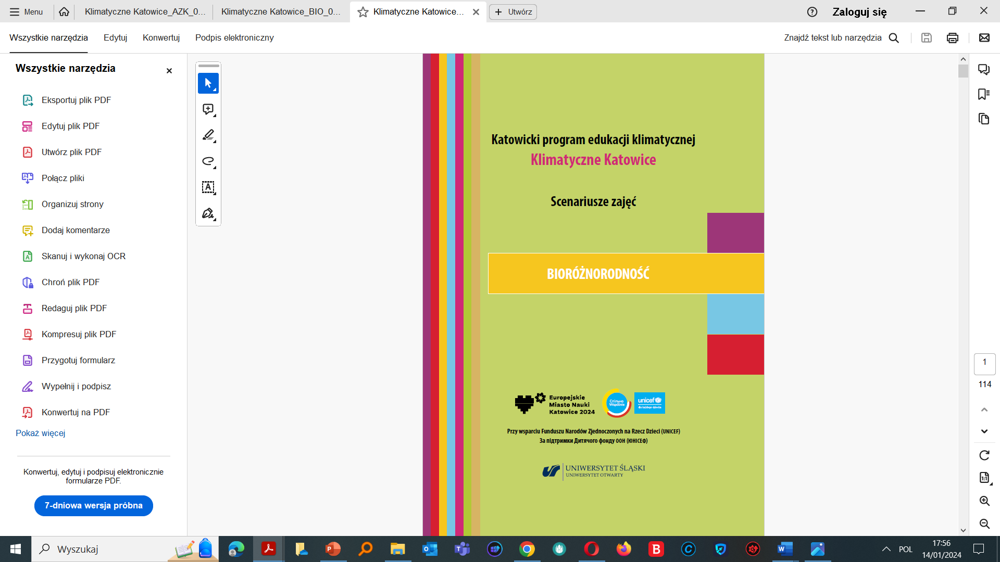 Menu
Klimatyczne Katowice_AZK_0...
Klimatyczne Katowice_BIO_0...
Klimatyczne Katowice...
Utwórz
Zaloguj się
Wszystkie narzędzia
Edytuj
Konwertuj
Podpis elektroniczny
Znajdź tekst lub narzędzia
Wszystkie narzędzia
Eksportuj plik PDF
Edytuj plik PDF
Utwórz plik PDF
Połącz pliki
Organizuj strony
Dodaj komentarze
Skanuj i wykonaj OCR
Chroń plik PDF
Redaguj plik PDF
Kompresuj plik PDF
Przygotuj formularz
Wypełnij i podpisz
Konwertuj na PDF
Pokaż więcej
Konwertuj, edytuj i podpisuj elektronicznie
formularze PDF.
7-dniowa wersja próbna
Katowicki program edukacji klimatycznej
Klimatyczne Katowice
Scenariusze zajęć
BIORÓŻNORODNOŚĆ
Europejskie
Miasto Nauki
Katowice 2024
Спільно
Wspólnie
unicef
dla każdego dziecka
Przy wsparciu Funduszu Narodów Zjednoczonych na Rzecz Dzieci (UNICEF)
За підтримки Дитячого фонду ООН (ЮНІСЕФ)
UNIWERSYTET ŚLĄSKI
UNIWERSYTET OTWARTY
1
114
Wyszukaj
POL
17:56
14/01/2024